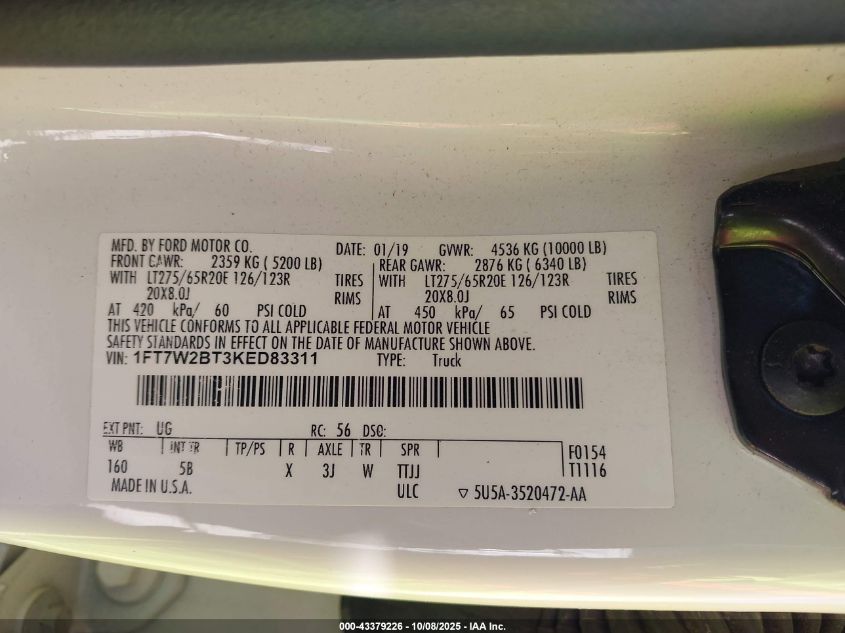 MFD. BY FORD MOTOR CO. DATE: 01/19 GVWR: 4536 KG (10000 LB)
FRONT GAWR: 2359 KG ( 5200 LB) REAR GAWR: 2876 KG ( 6340 LB)
WITH LT275/65R20E 126/123R TIRES WITH LT275/65R20E 126/123R TIRES
20X8.0J RIMS 20X8.0J RIMS
AT 420 kPa/ 60 PSI COLD AT 450 kPa/ 65 PSI COLD
THIS VEHICLE CONFORMS TO ALL APPLICABLE FEDERAL MOTOR VEHICLE
SAFETY STANDARDS IN EFFECT ON THE DATE OF MANUFACTURE SHOWN ABOVE.
VIN: 1FT7W2BT3KED83311 TYPE: Truck
EXT PNT: UG RC: 56 DSO:
WB INT TR TP/PS R AXLE TR SPR F0154
160 5B X 3J W TTJJ T1116
MADE IN U.S.A. ULC ▽ 5U5A-3520472-AA
000-43379226 - 10/08/2025 - IAA Inc.